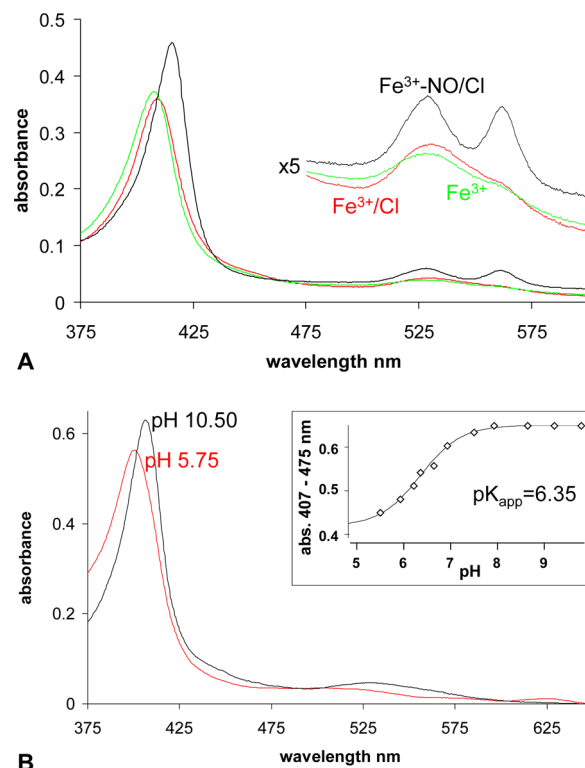 0.5
0.4
0.3
0.2
0.1
0
absorbance
Fe³⁺-NO/Cl
x5
Fe³⁺/Cl
Fe³⁺
375 425 475 525 575
wavelength nm
A
0.6
0.4
0.2
0
absorbance
pH 10.50
pH 5.75
abs. 407 - 475 nm
0.6
0.5
0.4
pKapp=6.35
5 6 7 8 9
pH
375 425 475 525 575 625
wavelength nm
B